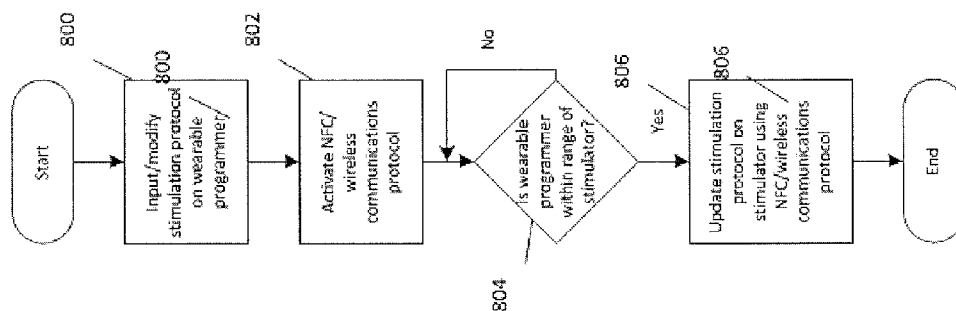 Start
800
Input/modify
stimulation protocol
on wearable
programmer
800
802
Activate NFC/
wireless
communications
protocol
Is wearable
programmer
within range of
stimulator?
No
804
Yes
806
Update stimulation
protocol on
stimulator using
NFC/wireless
communications
protocol
806
End